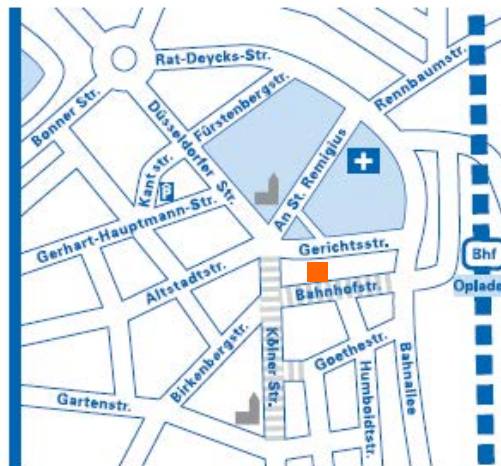 Rat-Deycks-Str.
Rennbaumstr.
Bonner Str.
Düsseldorfer Str.
Fürstenbergstr.
Kantstr.
P
An St. Remigius
Gerhart-Hauptmann-Str.
Gerichtsstr.
Bhf
Altstadtstr.
Bahnhofstr.
Oplade
Birkenbergstr.
Kölner Str.
Goethestr.
Humboldtstr.
Bahnallee
Gartenstr.